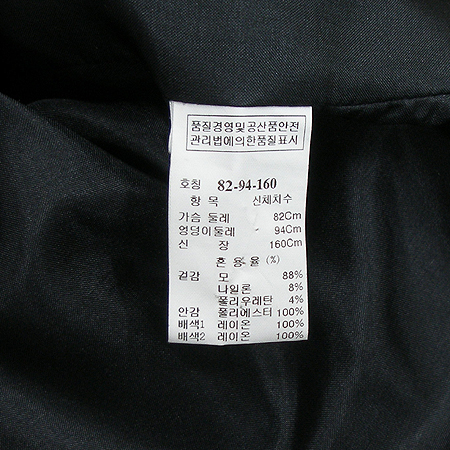 품질경영및공산품안전
관리법에의한품질표시
호칭 82-94-160
항 목 신체치수
가슴 둘레 82Cm
엉덩이둘레 94Cm
신 장 160Cm
혼 용 율 (%)
겉감 모 88%
나일론 8%
폴리우레탄 4%
안감 폴리에스터 100%
배색1 레이온 100%
배색2 레이온 100%